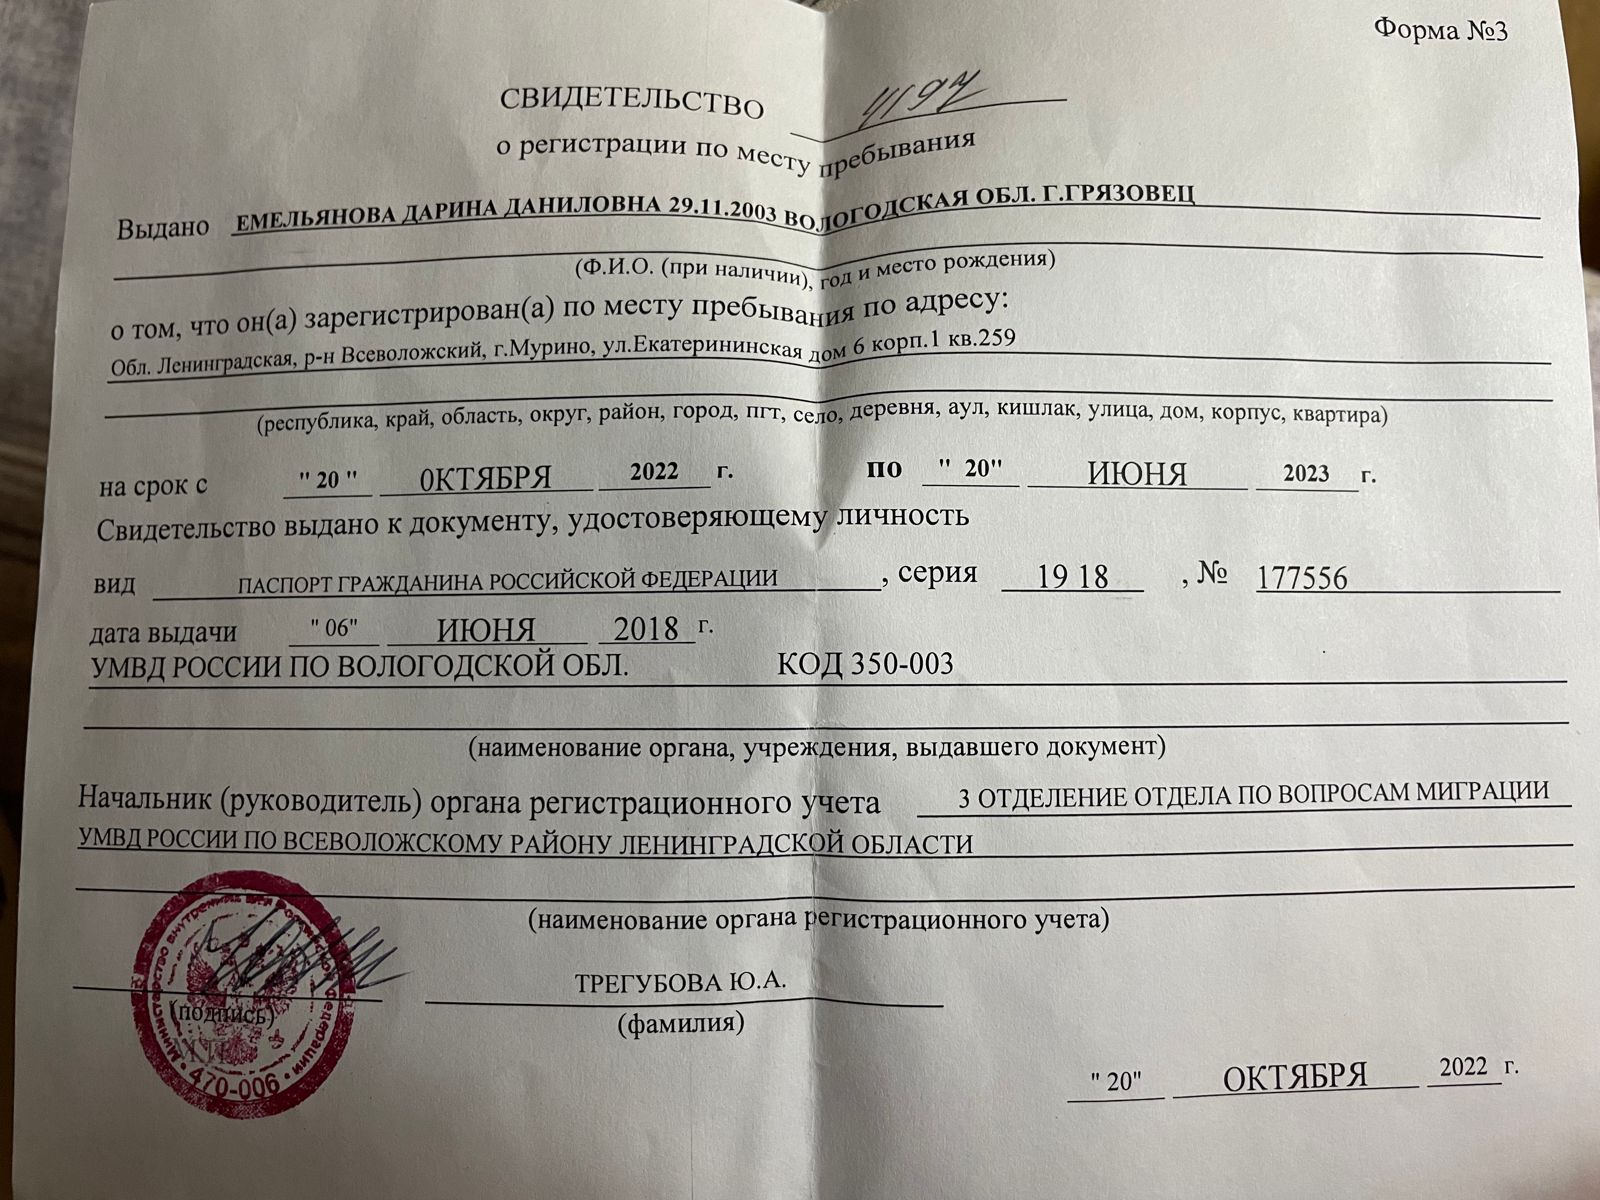 Форма №3
СВИДЕТЕЛЬСТВО 4197
о регистрации по месту пребывания
Выдано ЕМЕЛЬЯНОВА ДАРИНА ДАНИЛОВНА 29.11.2003 ВОЛОГОДСКАЯ ОБЛ. Г.ГРЯЗОВЕЦ
(Ф.И.О. (при наличии), год и место рождения)
о том, что он(а) зарегистрирован(а) по месту пребывания по адресу:
Обл. Ленинградская, р-н Всеволожский, г.Мурино, ул.Екатерининская дом 6 корп.1 кв.259
(республика, край, область, округ, район, город, пгт, село, деревня, аул, кишлак, улица, дом, корпус, квартира)
на срок с " 20 " 0КТЯБРЯ 2022 г. по " 20" ИЮНЯ 2023 г.
Свидетельство выдано к документу, удостоверяющему личность
вид ПАСПОРТ ГРАЖДАНИНА РОССИЙСКОЙ ФЕДЕРАЦИИ , серия 19 18 , № 177556
дата выдачи " 06" ИЮНЯ 2018 г.
УМВД РОССИИ ПО ВОЛОГОДСКОЙ ОБЛ. КОД 350-003
(наименование органа, учреждения, выдавшего документ)
Начальник (руководитель) органа регистрационного учета 3 ОТДЕЛЕНИЕ ОТДЕЛА ПО ВОПРОСАМ МИГРАЦИИ
УМВД РОССИИ ПО ВСЕВОЛОЖСКОМУ РАЙОНУ ЛЕНИНГРАДСКОЙ ОБЛАСТИ
(наименование органа регистрационного учета)
ТРЕГУБОВА Ю.А.
(подпись) (фамилия)
М.П.
Министерство внутренних дел Российской Федерации
470-006
" 20" ОКТЯБРЯ 2022 г.